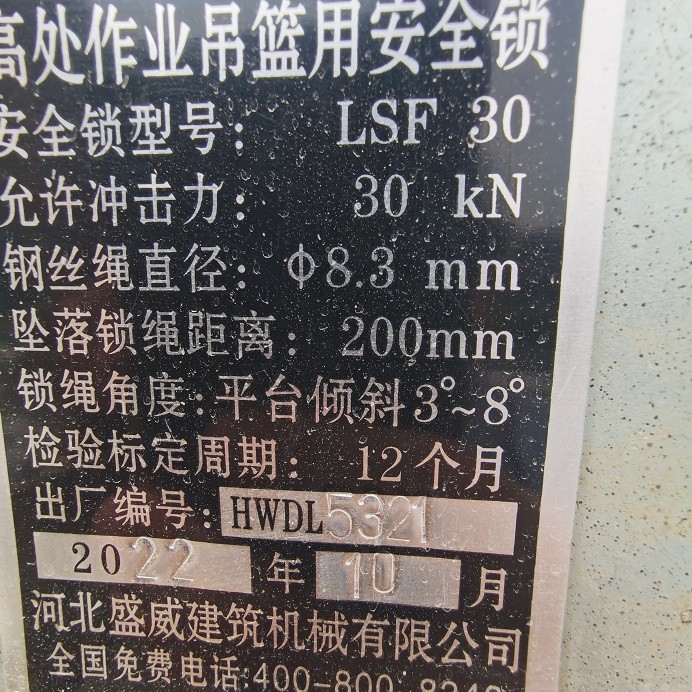 高处作业吊篮用安全锁
安全锁型号: LSF 30
允许冲击力: 30 kN
钢丝绳直径: Φ8.3 mm
坠落锁绳距离: 200mm
锁绳角度:平台倾斜3°~8°
检验标定周期: 12个月
出厂编号:HWDL5321
2022 年 10 月
河北盛威建筑机械有限公司
全国免费电话:400-800-